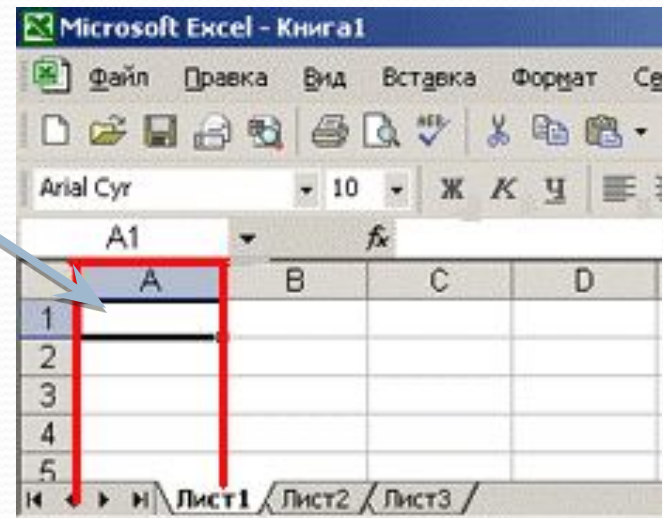 Microsoft Excel - Книга1
Файл Правка Вид Вставка Формат
Arial Cyr 10 Ж К Ч
A1 fx
A B C D
1
2
3
4
5
Лист1 Лист2 Лист3